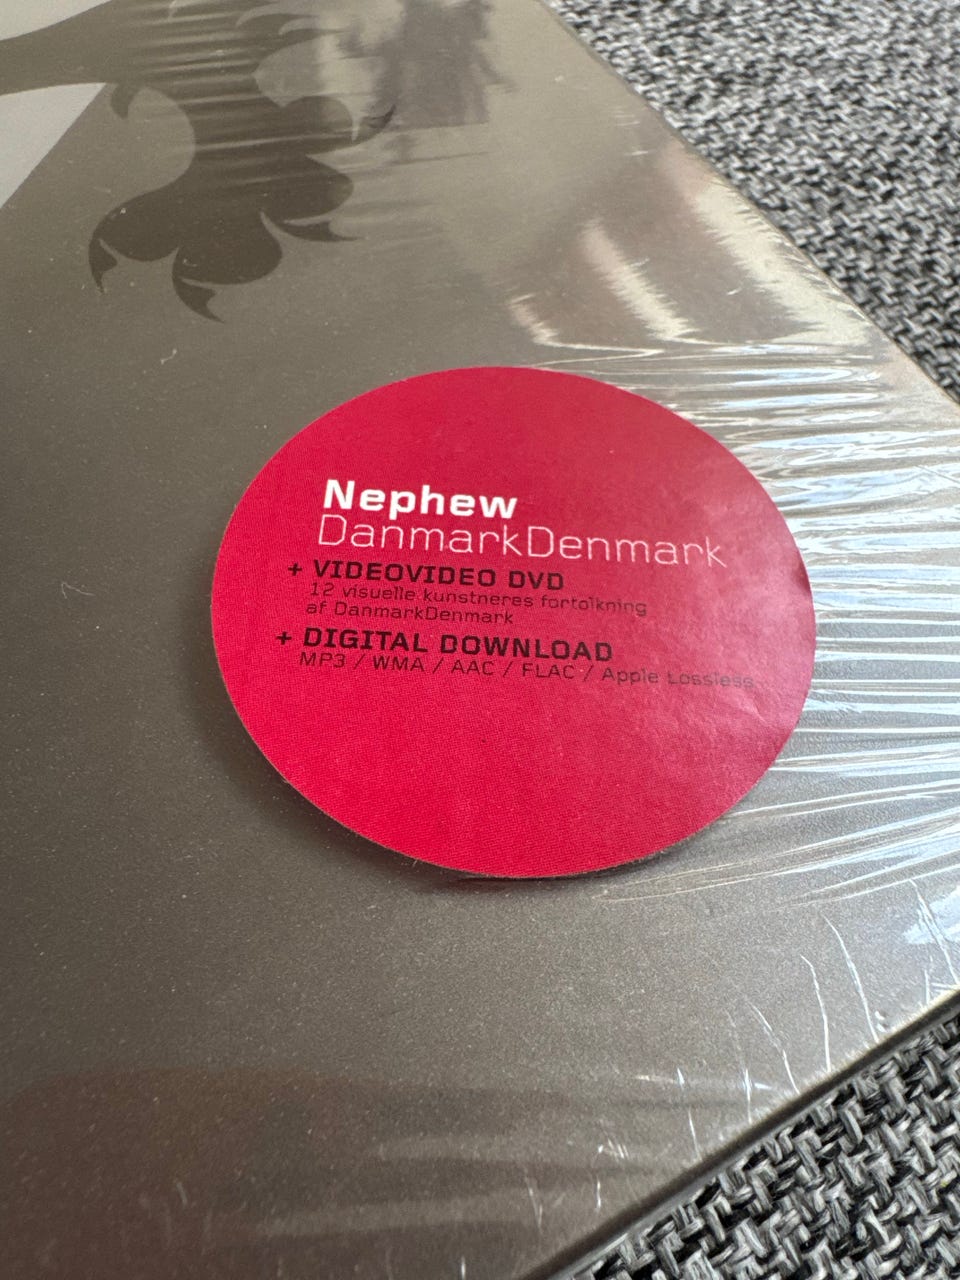 Nephew
DanmarkDenmark
+ VIDEOVIDEO DVD
12 visuelle kunstneres fortolkning
af DanmarkDenmark
+ DIGITAL DOWNLOAD
MP3 / WMA / AAC / FLAC / Apple Lossless